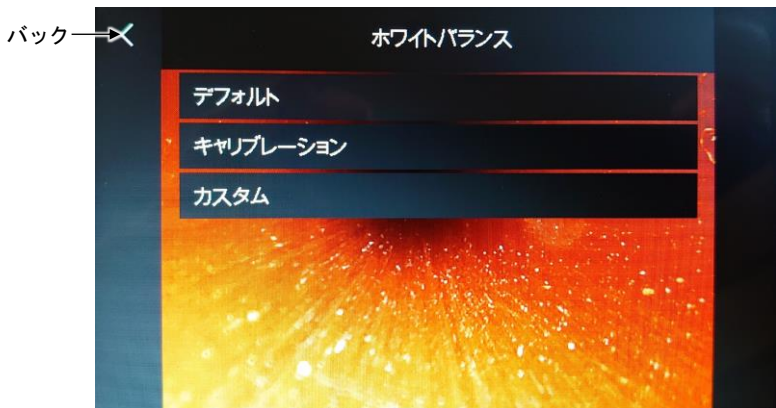 バック
ホワイトバランス
デフォルト
キャリブレーション
カスタム